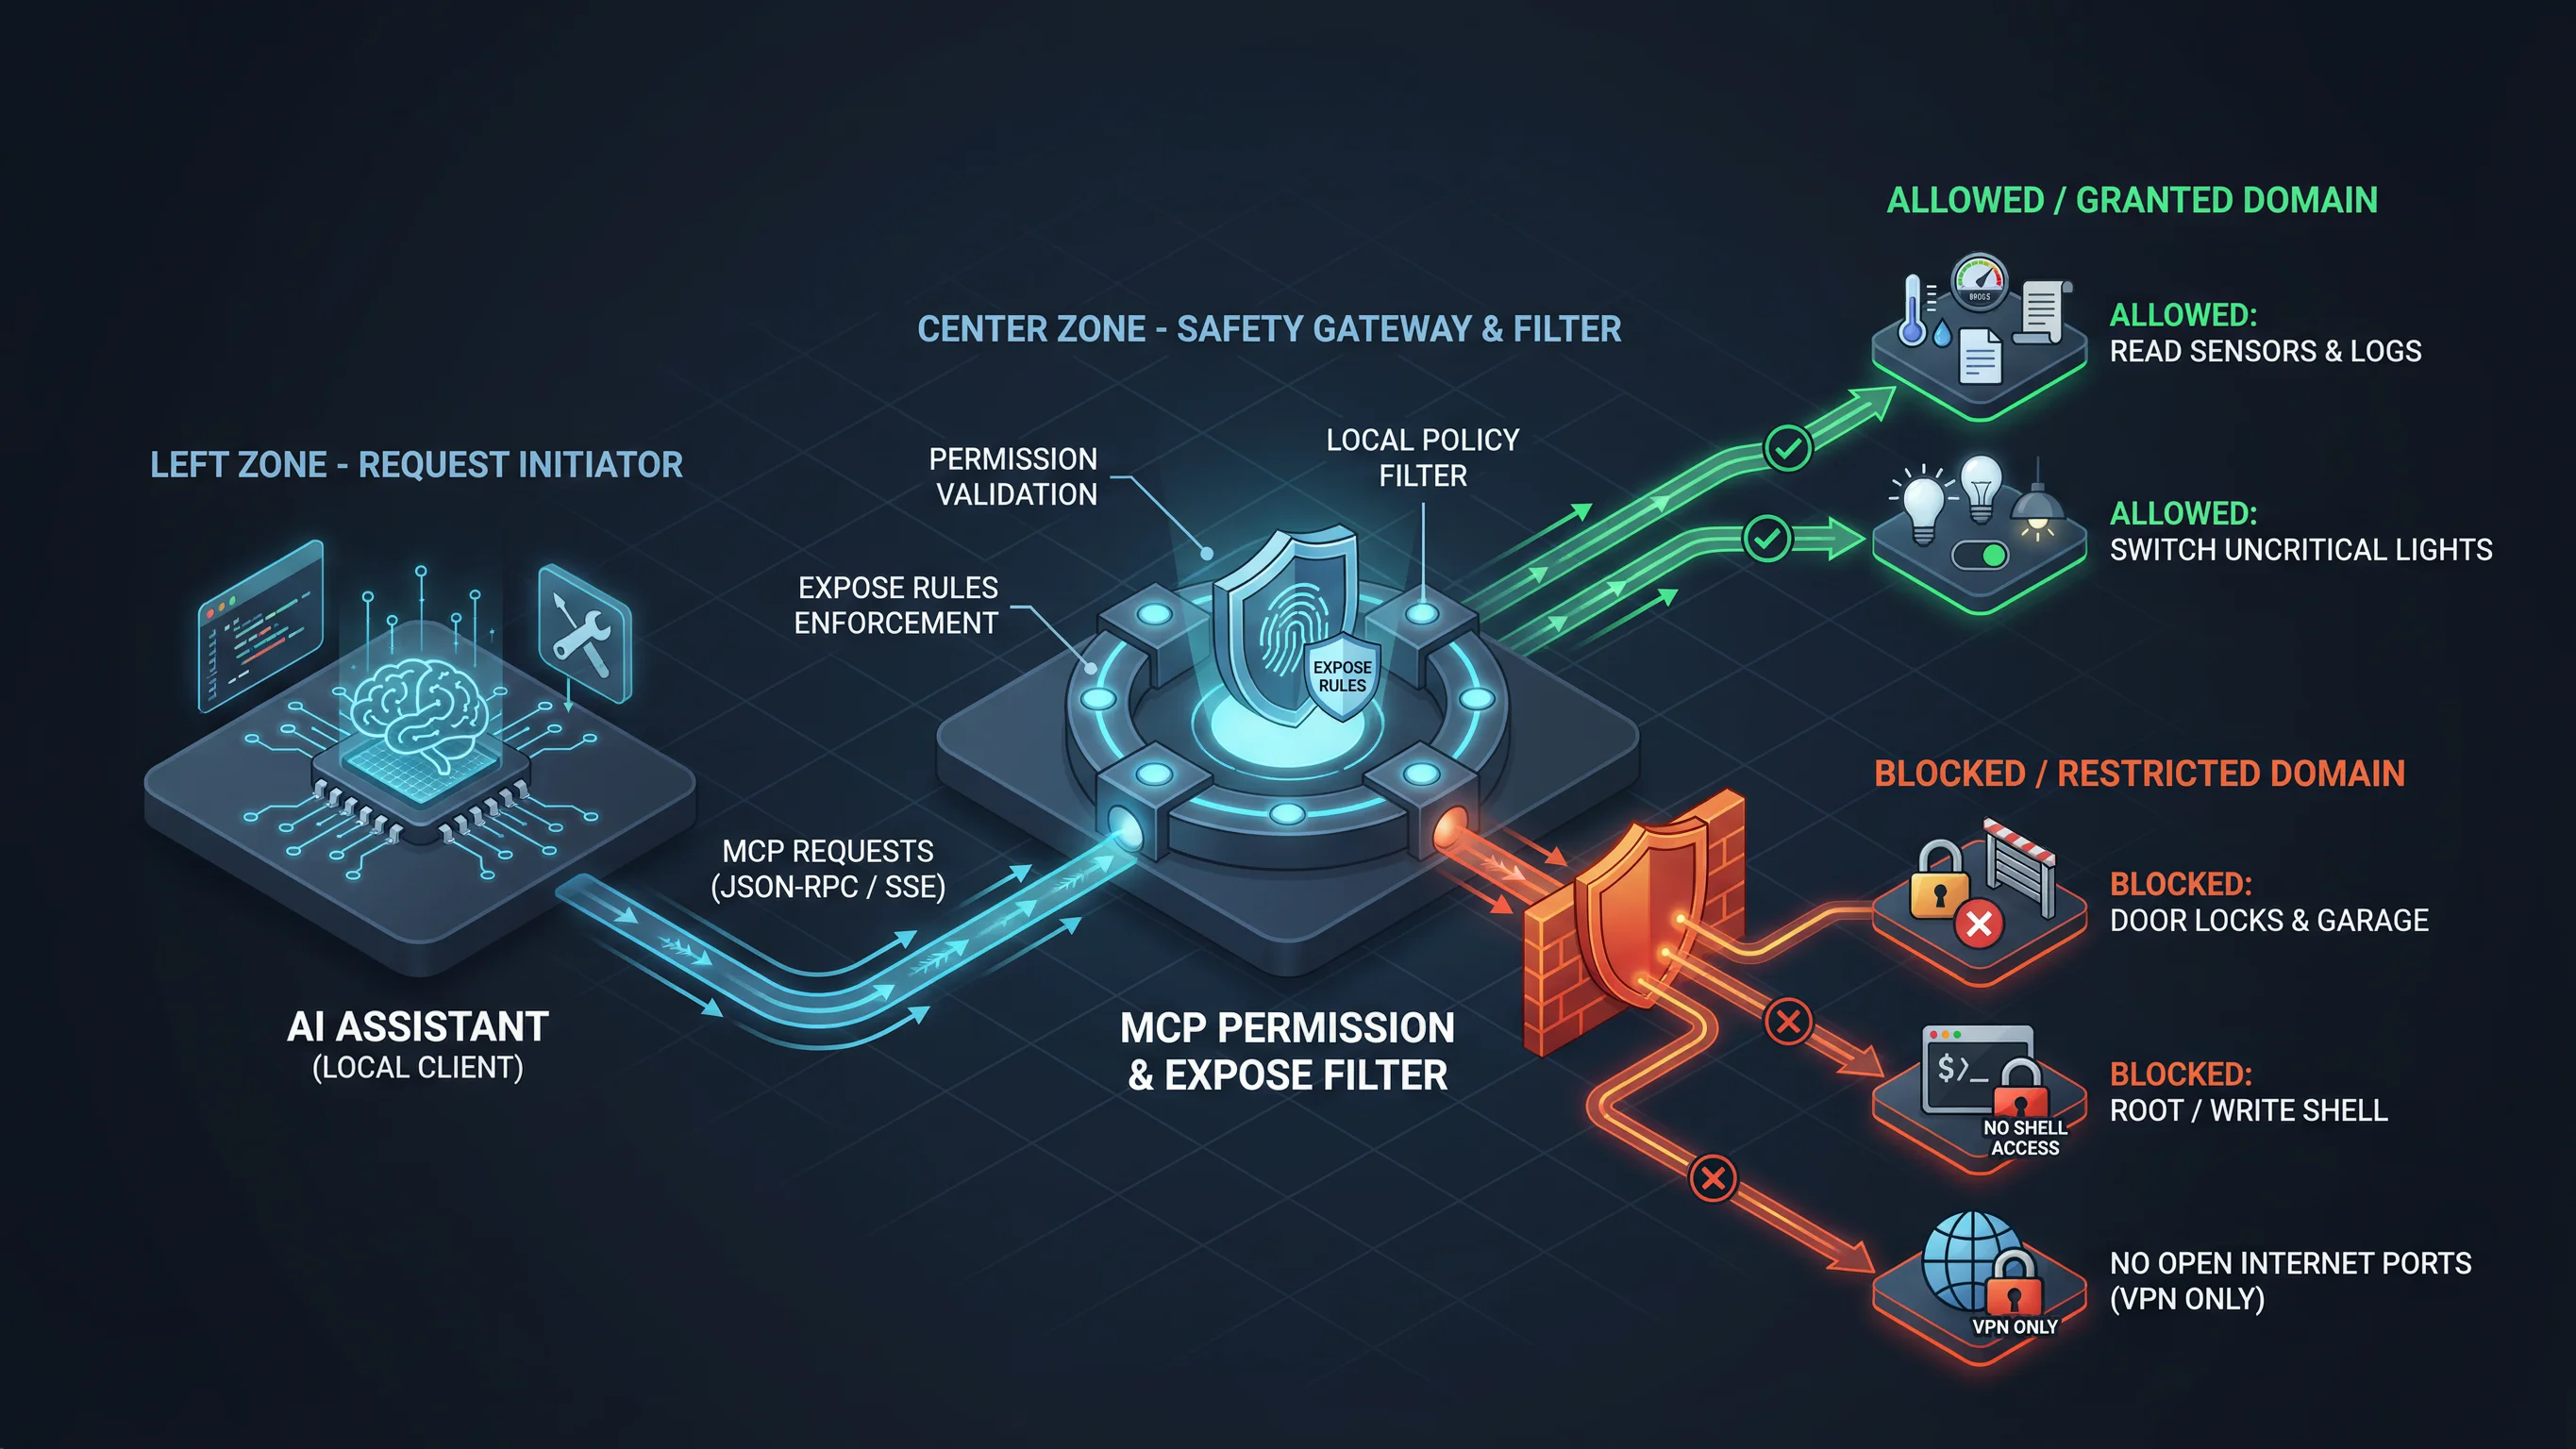 LEFT ZONE - REQUEST INITIATOR
AI ASSISTANT
(LOCAL CLIENT)
MCP REQUESTS
(JSON-RPC / SSE)
CENTER ZONE - SAFETY GATEWAY & FILTER
PERMISSION
VALIDATION
LOCAL POLICY
FILTER
EXPOSE RULES
ENFORCEMENT
EXPOSE
RULES
MCP PERMISSION
& EXPOSE FILTER
ALLOWED / GRANTED DOMAIN
ALLOWED:
READ SENSORS & LOGS
ALLOWED:
SWITCH UNCRITICAL LIGHTS
BLOCKED / RESTRICTED DOMAIN
BLOCKED:
DOOR LOCKS & GARAGE
$>_
NO SHELL
ACCESS
BLOCKED:
ROOT / WRITE SHELL
VPN ONLY
NO OPEN INTERNET PORTS
(VPN ONLY)